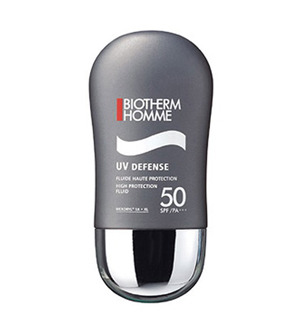 BIOTHERM
HOMME
UV DEFENSE
FLUIDE HAUTE PROTECTION
HIGH PROTECTION
FLUID
50
SPF/PA+++